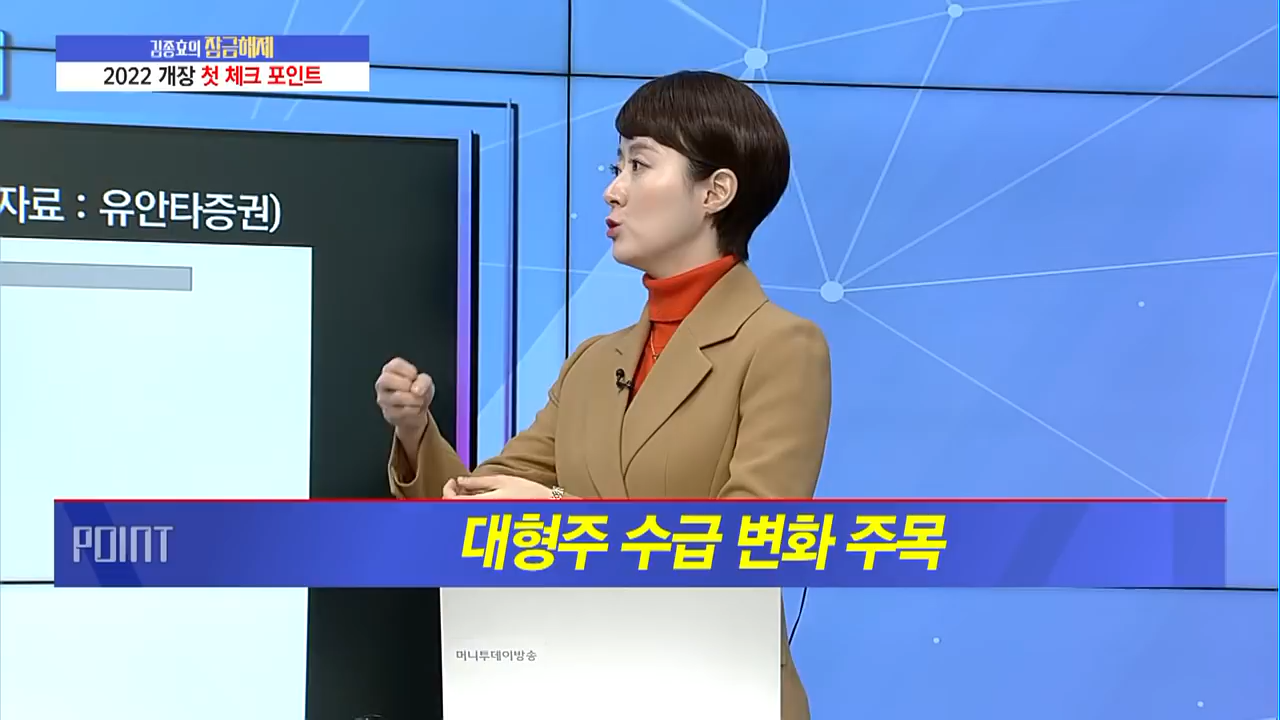 김종효의 잠금해제
2022 개장 첫 체크 포인트
자료 : 유안타증권)
POINT
대형주 수급 변화 주목
머니투데이방송